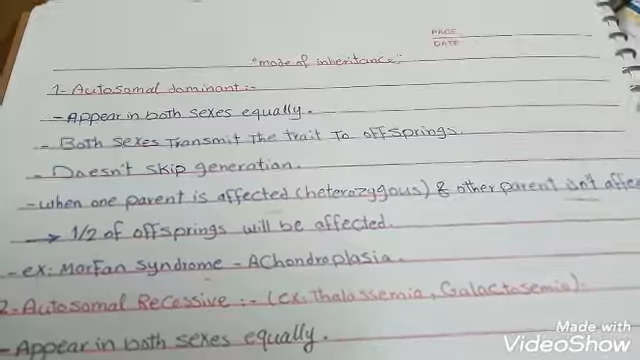 PAGE
DATE
"mode of inheritance:-
1- Autosomal dominant:-
- Appear in both sexes equally.
- Both sexes transmit the trait to offsprings.
- Doesn't skip generation.
- when one parent is affected (heterozygous) & other parent isn't affec
→ 1/2 of offsprings will be affected.
- ex: Marfan syndrome - Achondroplasia.
2- Autosomal Recessive:- (ex. Thalassemia, Galactosemia).
- Appear in both sexes equally.
Made with
VideoShow